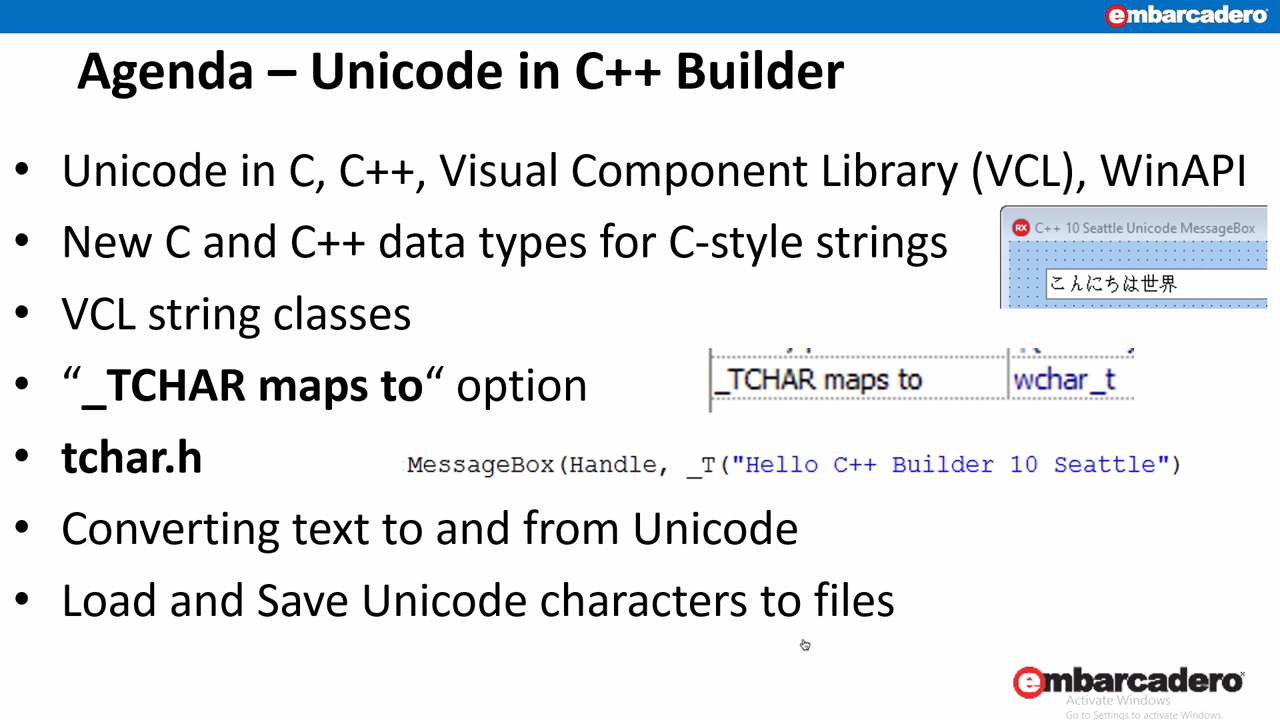 embarcadero
Agenda – Unicode in C++ Builder
• Unicode in C, C++, Visual Component Library (VCL), WinAPI
• New C and C++ data types for C-style strings
C++ 10 Seattle Unicode MessageBox
こんにちは世界
• VCL string classes
• “_TCHAR maps to“ option
_TCHAR maps to wchar_t
• tchar.h
MessageBox(Handle, _T("Hello C++ Builder 10 Seattle")
• Converting text to and from Unicode
• Load and Save Unicode characters to files
embarcadero
Activate Windows
Go to Settings to activate Windows.